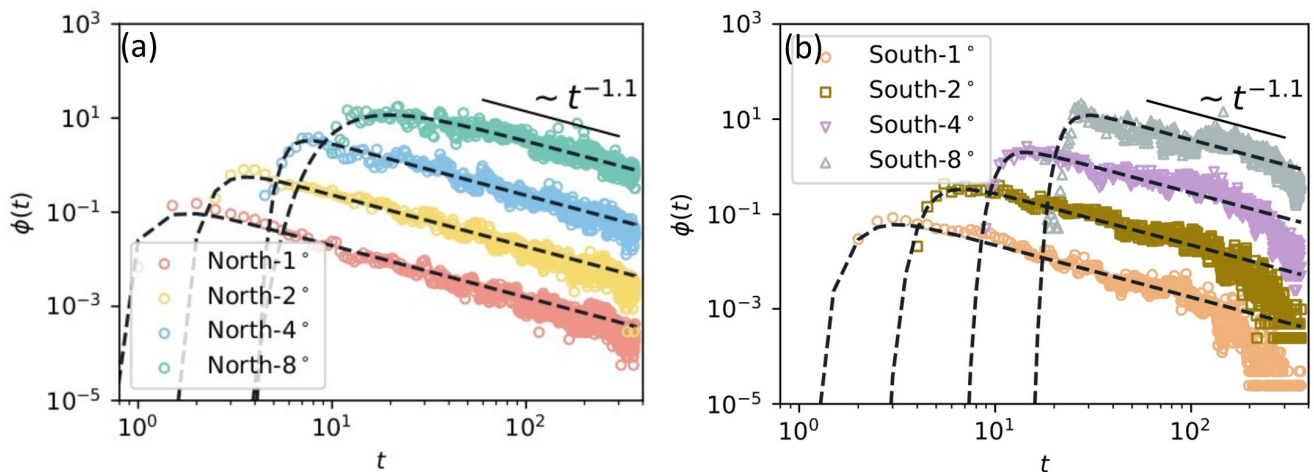 (a)
10^3
10^1
10^-1
10^-3
10^-5
ϕ(t)
~ t^-1.1
North-1°
North-2°
North-4°
North-8°
10^0
10^1
10^2
t
(b)
10^3
10^1
10^-1
10^-3
10^-5
ϕ(t)
South-1°
South-2°
South-4°
South-8°
~ t^-1.1
10^0
10^1
10^2
t